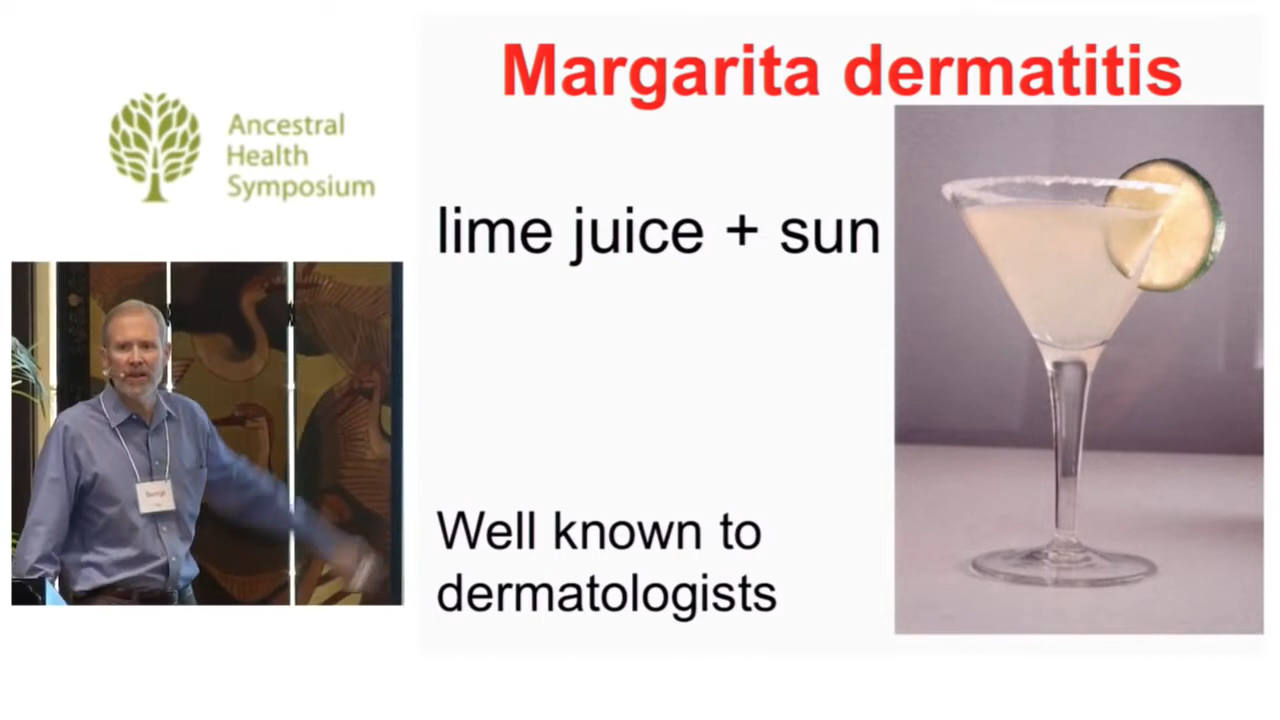 Margarita dermatitis
Ancestral
Health
Symposium
lime juice + sun
Well known to
dermatologists